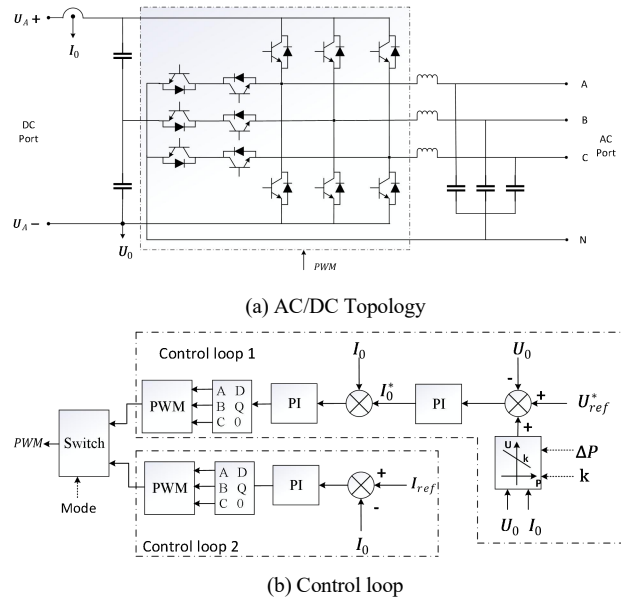 U_A +
I_0
DC
Port
U_A −
U_0
A
B
C
AC
Port
N
PWM
(a) AC/DC Topology
Control loop 1
I_0
U_0
PWM
A D
B Q
C 0
PI
I_0^*
PI
-
+
+
U_ref^*
PWM
Switch
Mode
U
k
P
ΔP
k
U_0 I_0
PWM
A D
B Q
C 0
PI
+
-
I_ref
I_0
Control loop 2
(b) Control loop